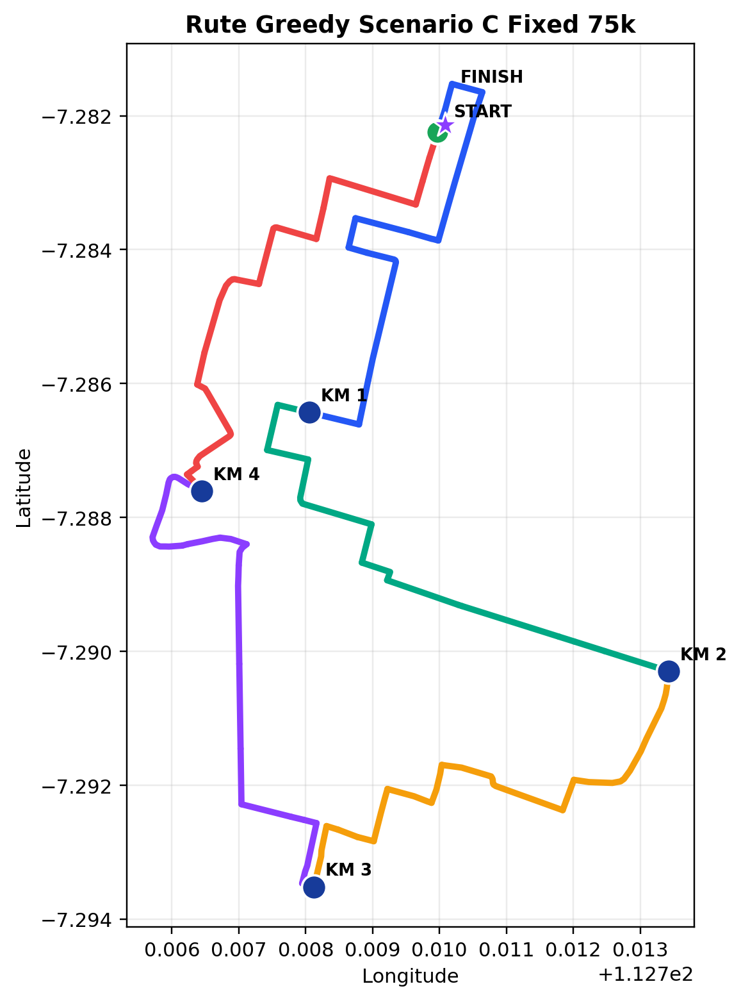 Rute Greedy Scenario C Fixed 75k
FINISH
START
−7.282
−7.284
−7.286
KM 1
KM 4
−7.288
Latitude
−7.290
KM 2
−7.292
KM 3
−7.294
0.006 0.007 0.008 0.009 0.010 0.011 0.012 0.013
Longitude
+1.127e2